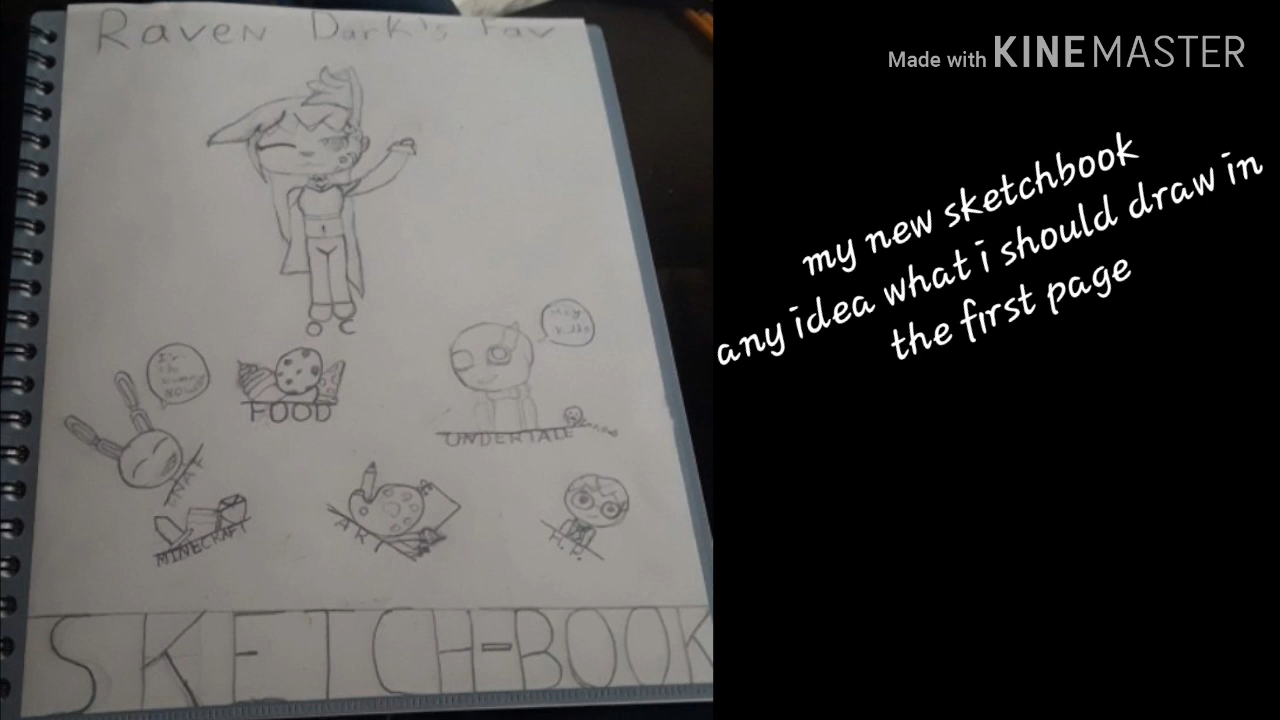 Raven Dark's Fav
FOOD
UNDERTALE
FNAF
MINECRAFT
ART
H.P.
SKETCH-BOOK
Made with KINEMASTER
my new sketchbook
any idea what i should draw in
the first page